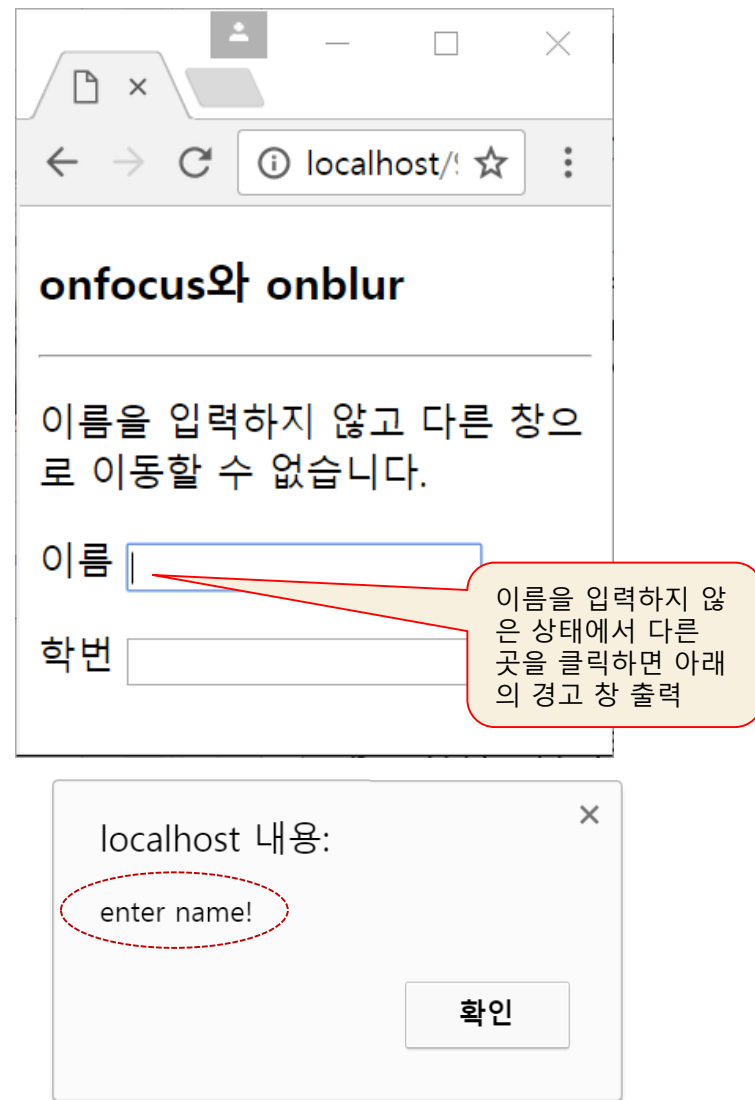 localhost/9
onfocus와 onblur
이름을 입력하지 않고 다른 창으
로 이동할 수 없습니다.
이름
이름을 입력하지 않
은 상태에서 다른
곳을 클릭하면 아래
의 경고 창 출력
학번
localhost 내용:
enter name!
확인